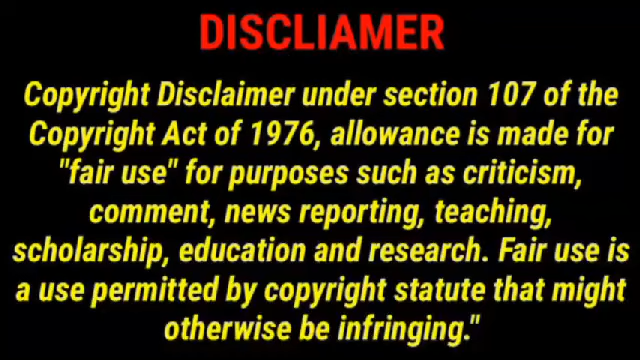 DISCLIAMER
Copyright Disclaimer under section 107 of the
Copyright Act of 1976, allowance is made for
"fair use" for purposes such as criticism,
comment, news reporting, teaching,
scholarship, education and research. Fair use is
a use permitted by copyright statute that might
otherwise be infringing."